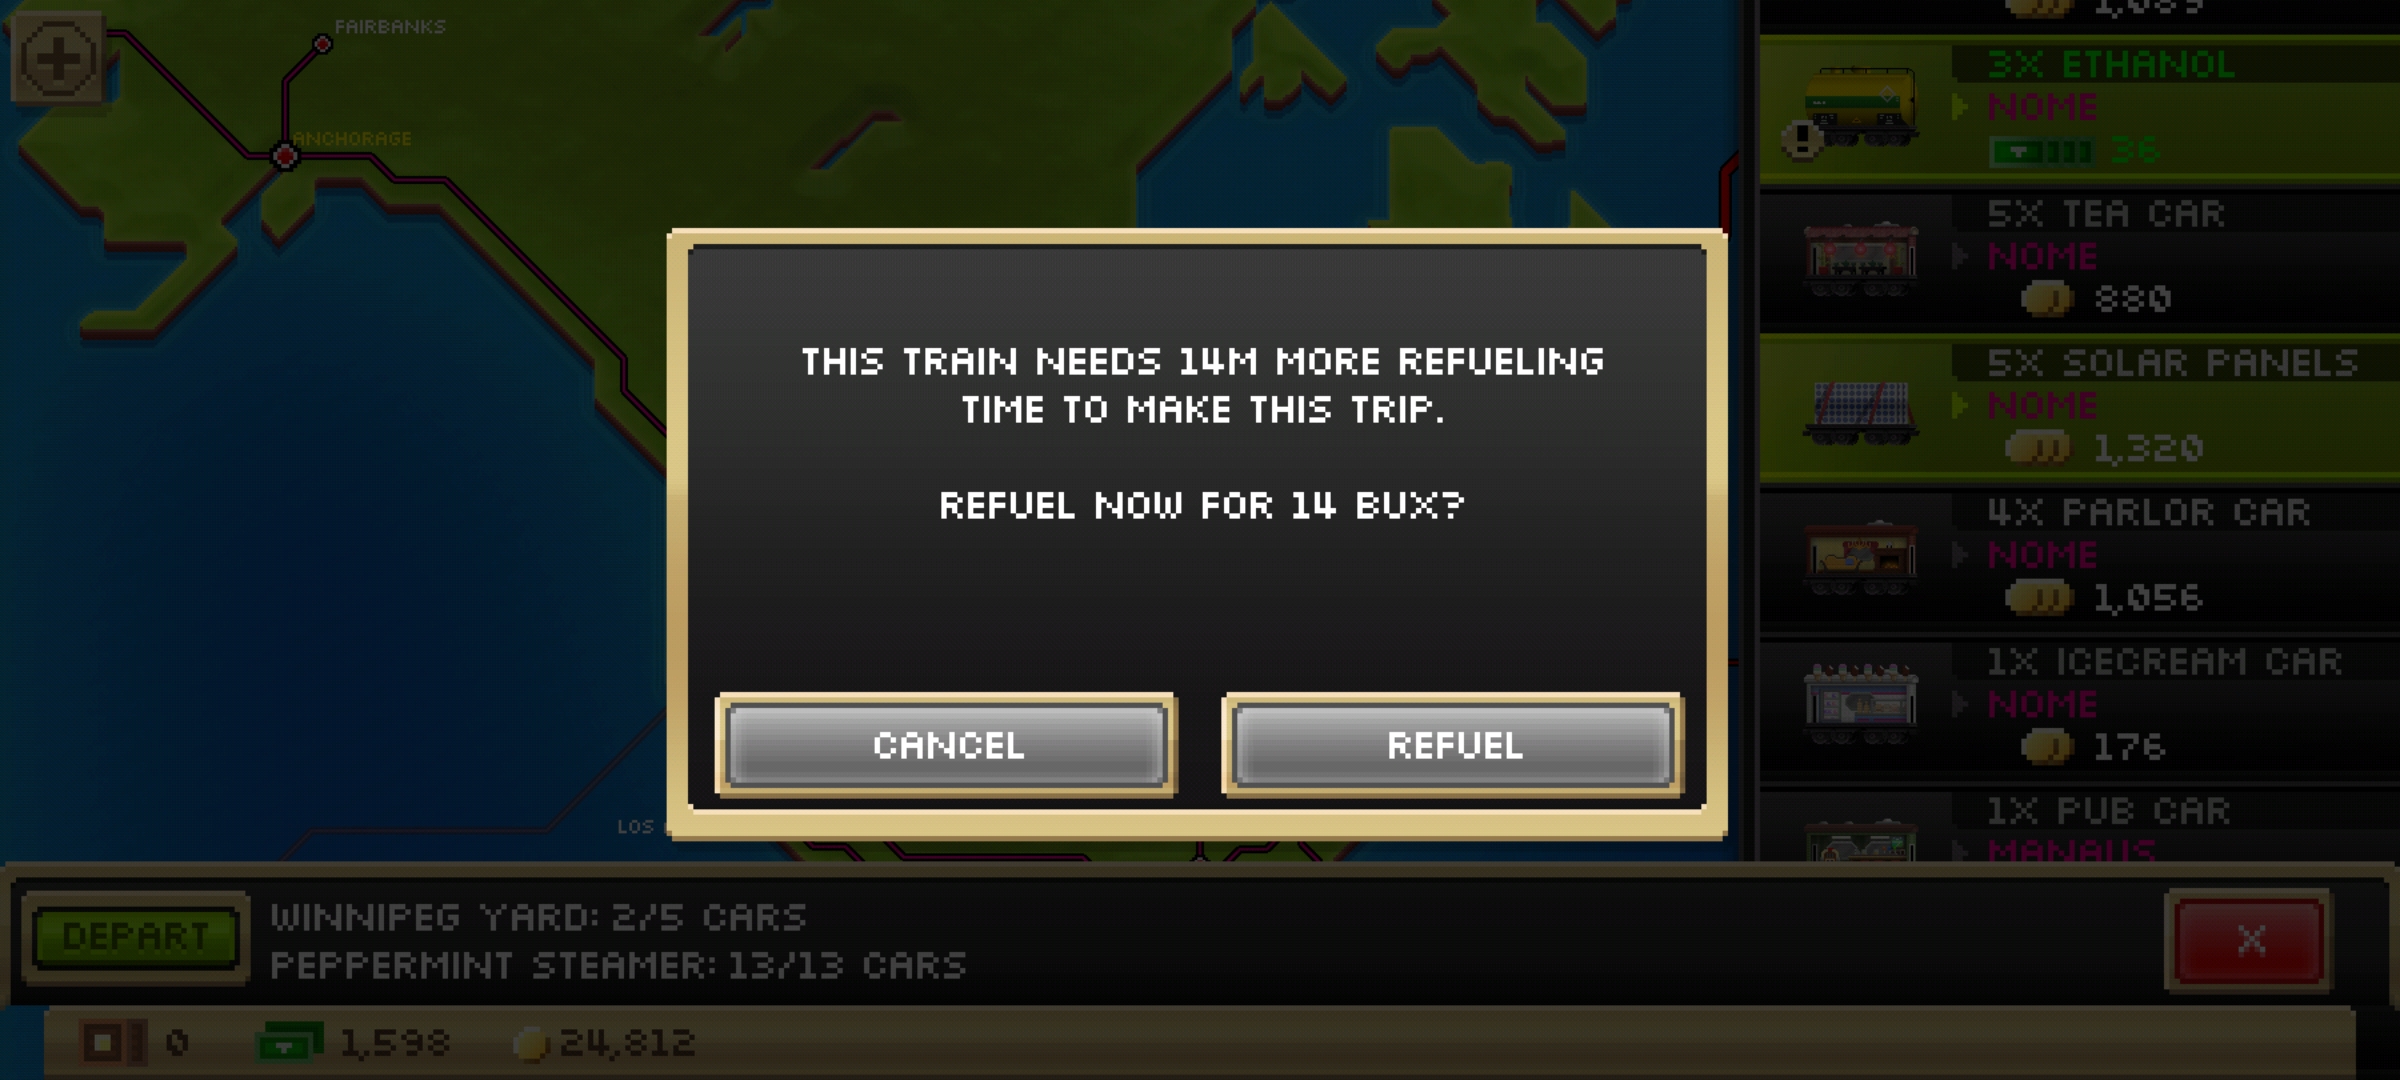 FAIRBANKS
ANCHORAGE
LOS
1,089
3X ETHANOL
NOME
36
5X TEA CAR
NOME
880
5X SOLAR PANELS
NOME
1,320
4X PARLOR CAR
NOME
1,056
1X ICECREAM CAR
NOME
176
1X PUB CAR
MANAUS
THIS TRAIN NEEDS 14M MORE REFUELING
TIME TO MAKE THIS TRIP.
REFUEL NOW FOR 14 BUX?
CANCEL
REFUEL
DEPART
WINNIPEG YARD: 2/5 CARS
PEPPERMINT STEAMER: 13/13 CARS
X
0
1,598
24,812